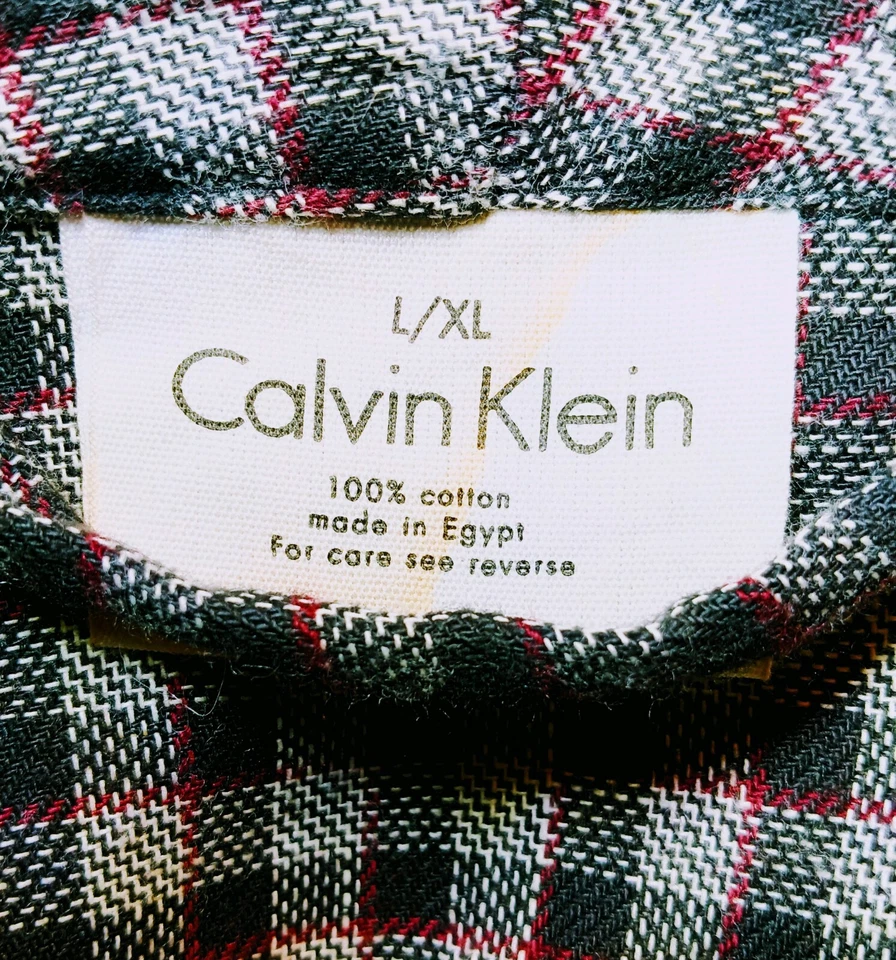 L/XL
Calvin Klein
100% cotton
made in Egypt
For care see reverse